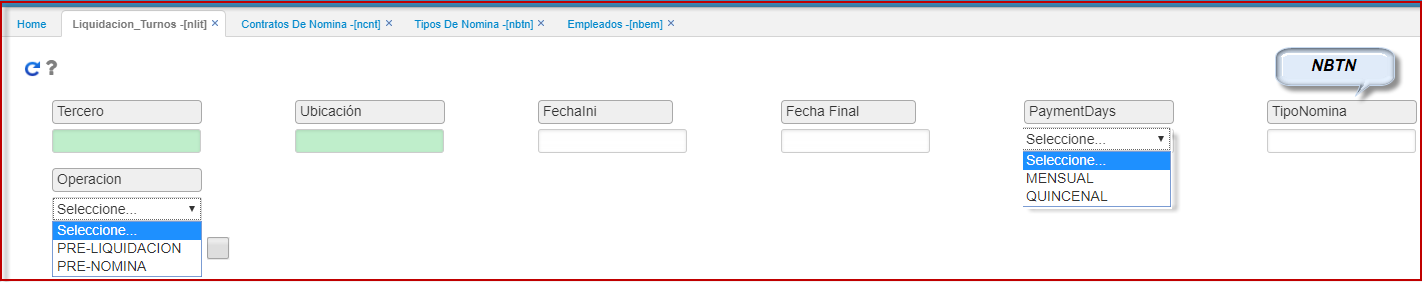 Home
Liquidacion_Turnos -[nlit] ×
Contratos De Nomina -[ncnt] ×
Tipos De Nomina -[nbtn] ×
Empleados -[nbem] ×
?
NBTN
Tercero
Ubicación
FechaIni
Fecha Final
PaymentDays
TipoNomina
Seleccione...
Seleccione...
MENSUAL
QUINCENAL
Operacion
Seleccione...
Seleccione...
PRE-LIQUIDACION
PRE-NOMINA